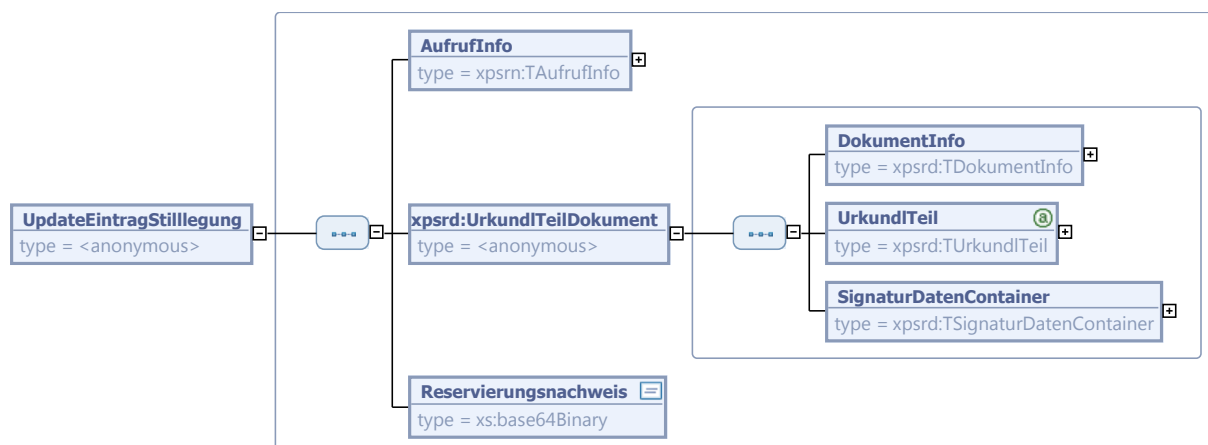 AufrufInfo
type = xpsrn:TAufrufInfo
DokumentInfo
type = xpsrd:TDokumentInfo
UpdateEintragStilllegung
type = <anonymous>
xpsrd:UrkundlTeilDokument
type = <anonymous>
UrkundlTeil
a
type = xpsrd:TUrkundlTeil
SignaturDatenContainer
type = xpsrd:TSignaturDatenContainer
Reservierungsnachweis
type = xs:base64Binary